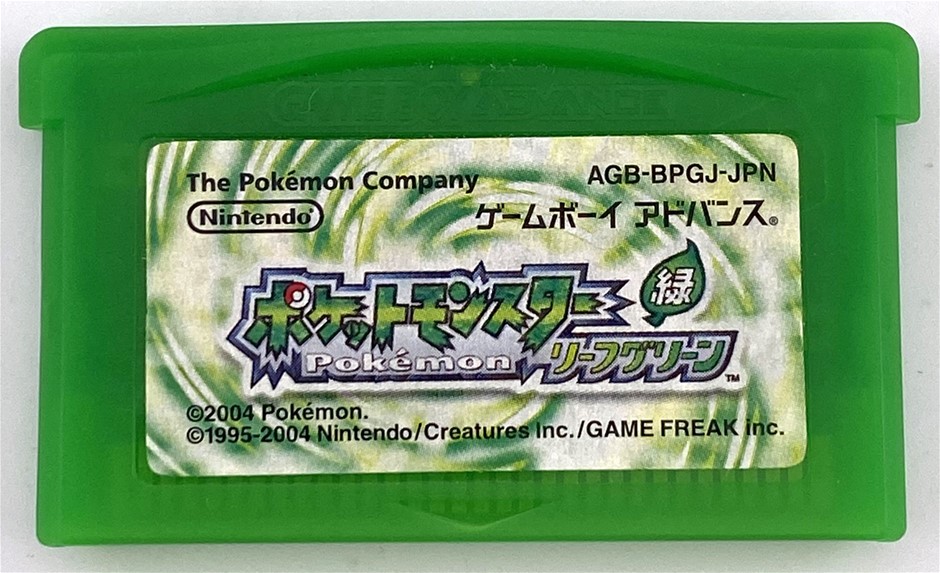 GAME BOY ADVANCE
The Pokémon Company
AGB-BPGJ-JPN
Nintendo®
ゲームボーイ アドバンス®
ポケットモンスター
緑
Pokémon
リーフグリーン™
©2004 Pokémon.
©1995-2004 Nintendo/Creatures inc./GAME FREAK inc.